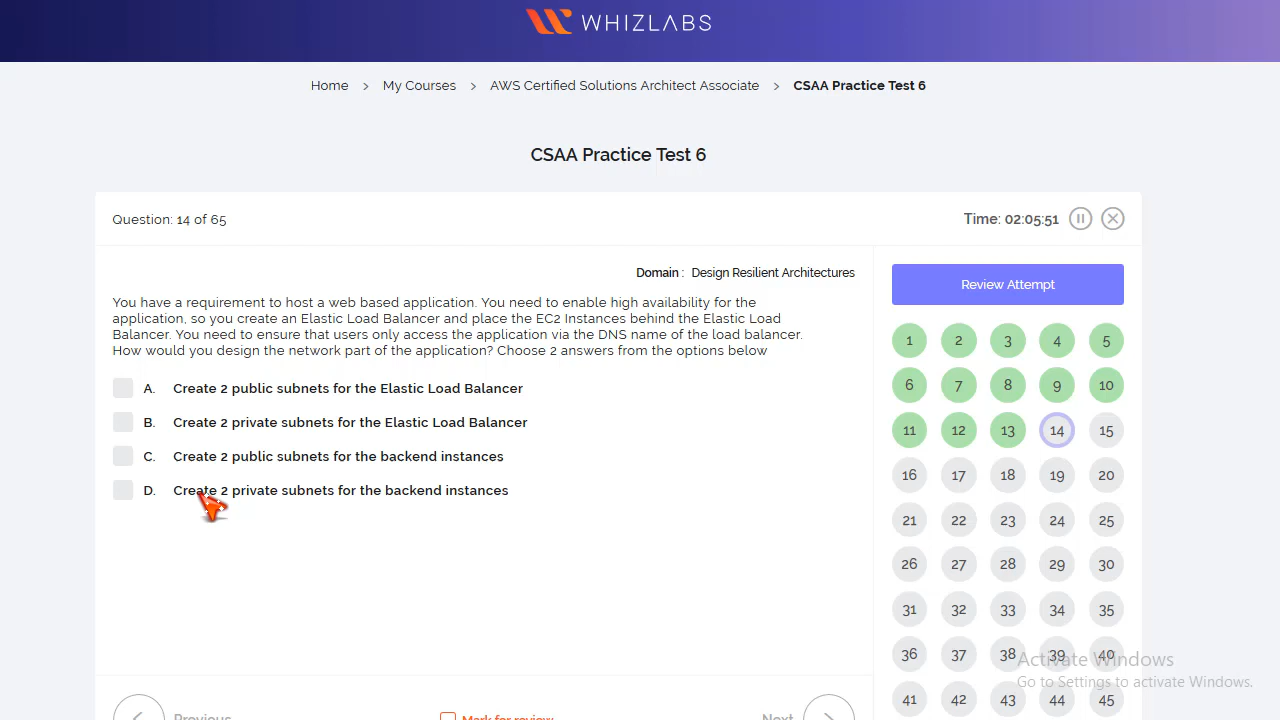 WHIZLABS
Home > My Courses > AWS Certified Solutions Architect Associate > CSAA Practice Test 6
CSAA Practice Test 6
Question: 14 of 65
Time: 02:05:51
Domain : Design Resilient Architectures
You have a requirement to host a web based application. You need to enable high availability for the
application, so you create an Elastic Load Balancer and place the EC2 Instances behind the Elastic Load
Balancer. You need to ensure that users only access the application via the DNS name of the load balancer.
How would you design the network part of the application? Choose 2 answers from the options below
A. Create 2 public subnets for the Elastic Load Balancer
B. Create 2 private subnets for the Elastic Load Balancer
C. Create 2 public subnets for the backend instances
D. Create 2 private subnets for the backend instances
Previous
Mark for review
Next
Review Attempt
1 2 3 4 5
6 7 8 9 10
11 12 13 14 15
16 17 18 19 20
21 22 23 24 25
26 27 28 29 30
31 32 33 34 35
36 37 38 39 40
41 42 43 44 45
Activate Windows
Go to Settings to activate Windows.